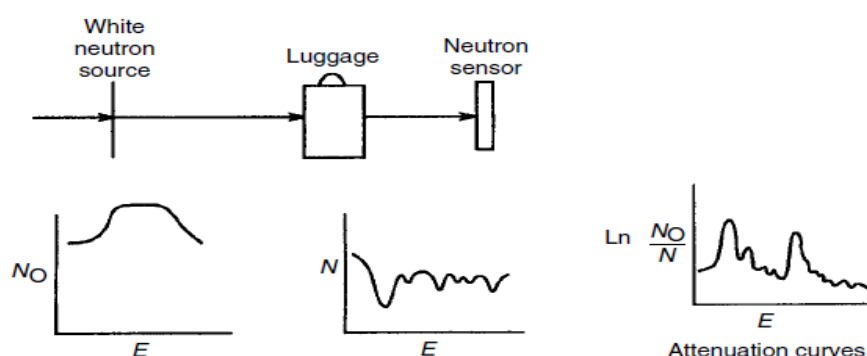 White
neutron
source
Luggage
Neutron
sensor
NO
E
N
E
Ln NO/N
E
Attenuation curves